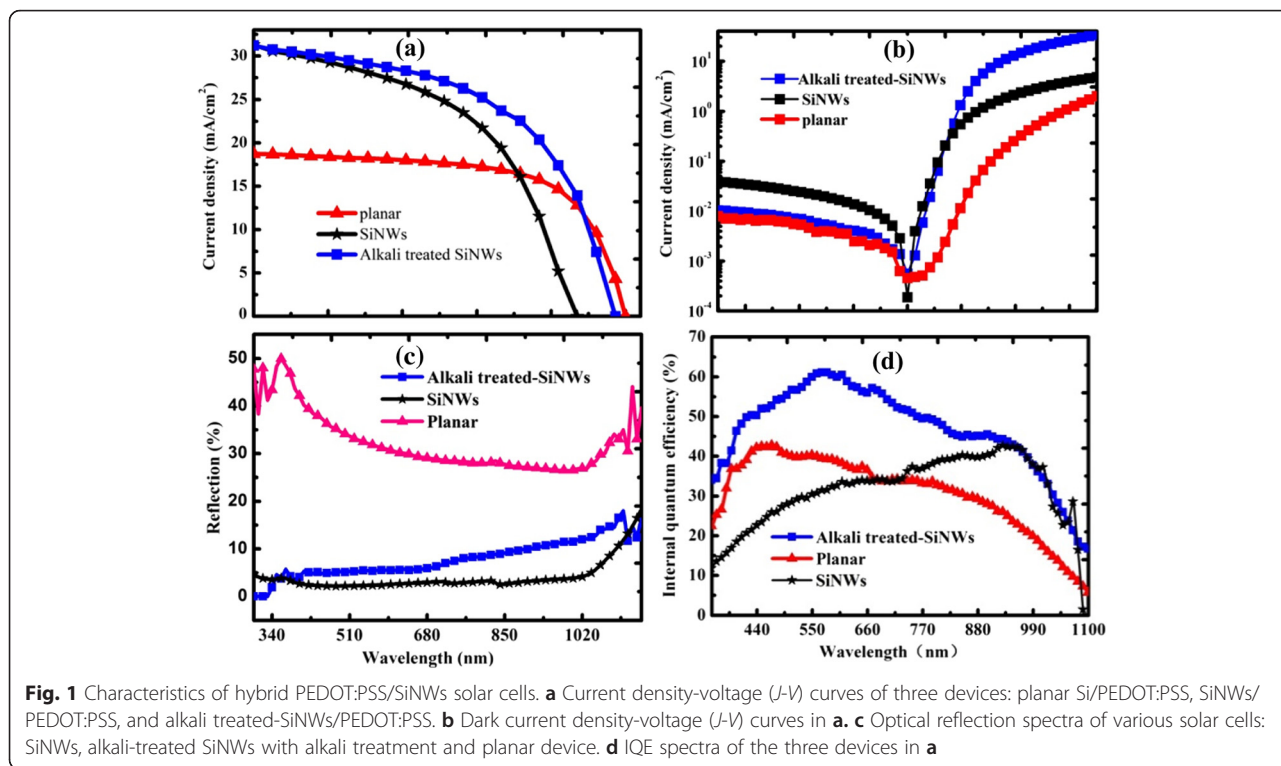 (a)
30
25
20
15
10
5
0
Current density (mA/cm²)
planar
SiNWs
Alkali treated SiNWs
(b)
10¹
10⁰
10⁻¹
10⁻²
10⁻³
10⁻⁴
Current density (mA/cm²)
Alkali treated-SiNWs
SiNWs
planar
(c)
50
40
30
20
10
0
Reflection (%)
Alkali treated-SiNWs
SiNWs
Planar
340 510 680 850 1020
Wavelength (nm)
(d)
70
60
50
40
30
20
10
0
Internal quantum efficiency (%)
Alkali treated-SiNWs
Planar
SiNWs
440 550 660 770 880 990 1100
Wavelength（nm）
Fig. 1 Characteristics of hybrid PEDOT:PSS/SiNWs solar cells. a Current density-voltage (J-V) curves of three devices: planar Si/PEDOT:PSS, SiNWs/
PEDOT:PSS, and alkali treated-SiNWs/PEDOT:PSS. b Dark current density-voltage (J-V) curves in a. c Optical reflection spectra of various solar cells:
SiNWs, alkali-treated SiNWs with alkali treatment and planar device. d IQE spectra of the three devices in a